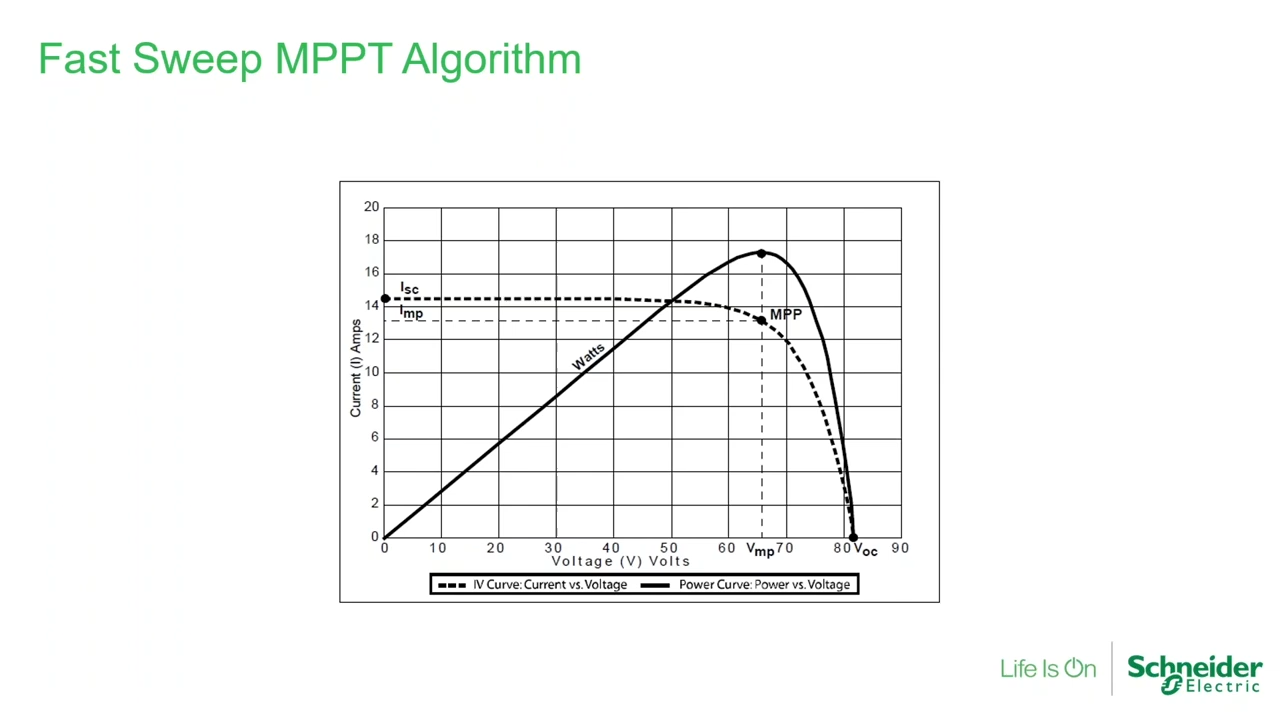 Fast Sweep MPPT Algorithm
20
18
16
14
12
10
8
6
4
2
0
Current (I) Amps
Isc
Imp
Watts
MPP
0 10 20 30 40 50 60 Vmp 70 80 Voc 90
Voltage (V) Volts
IV Curve: Current vs. Voltage Power Curve: Power vs. Voltage
Life Is On
Schneider
Electric